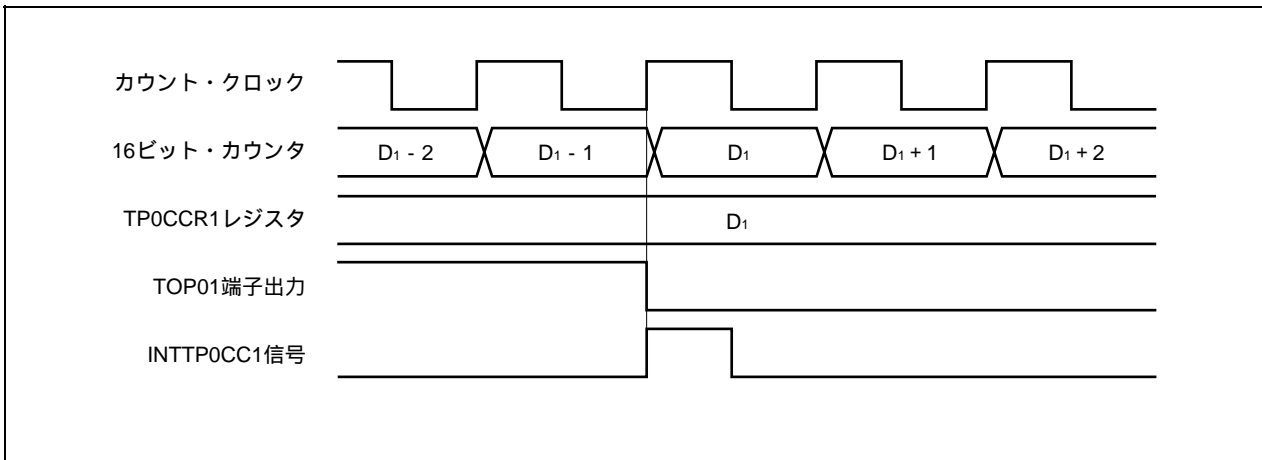 カウント・クロック
16ビット・カウンタ D₁ - 2 D₁ - 1 D₁ D₁ + 1 D₁ + 2
TP0CCR1レジスタ D₁
TOP01端子出力
INTTP0CC1信号